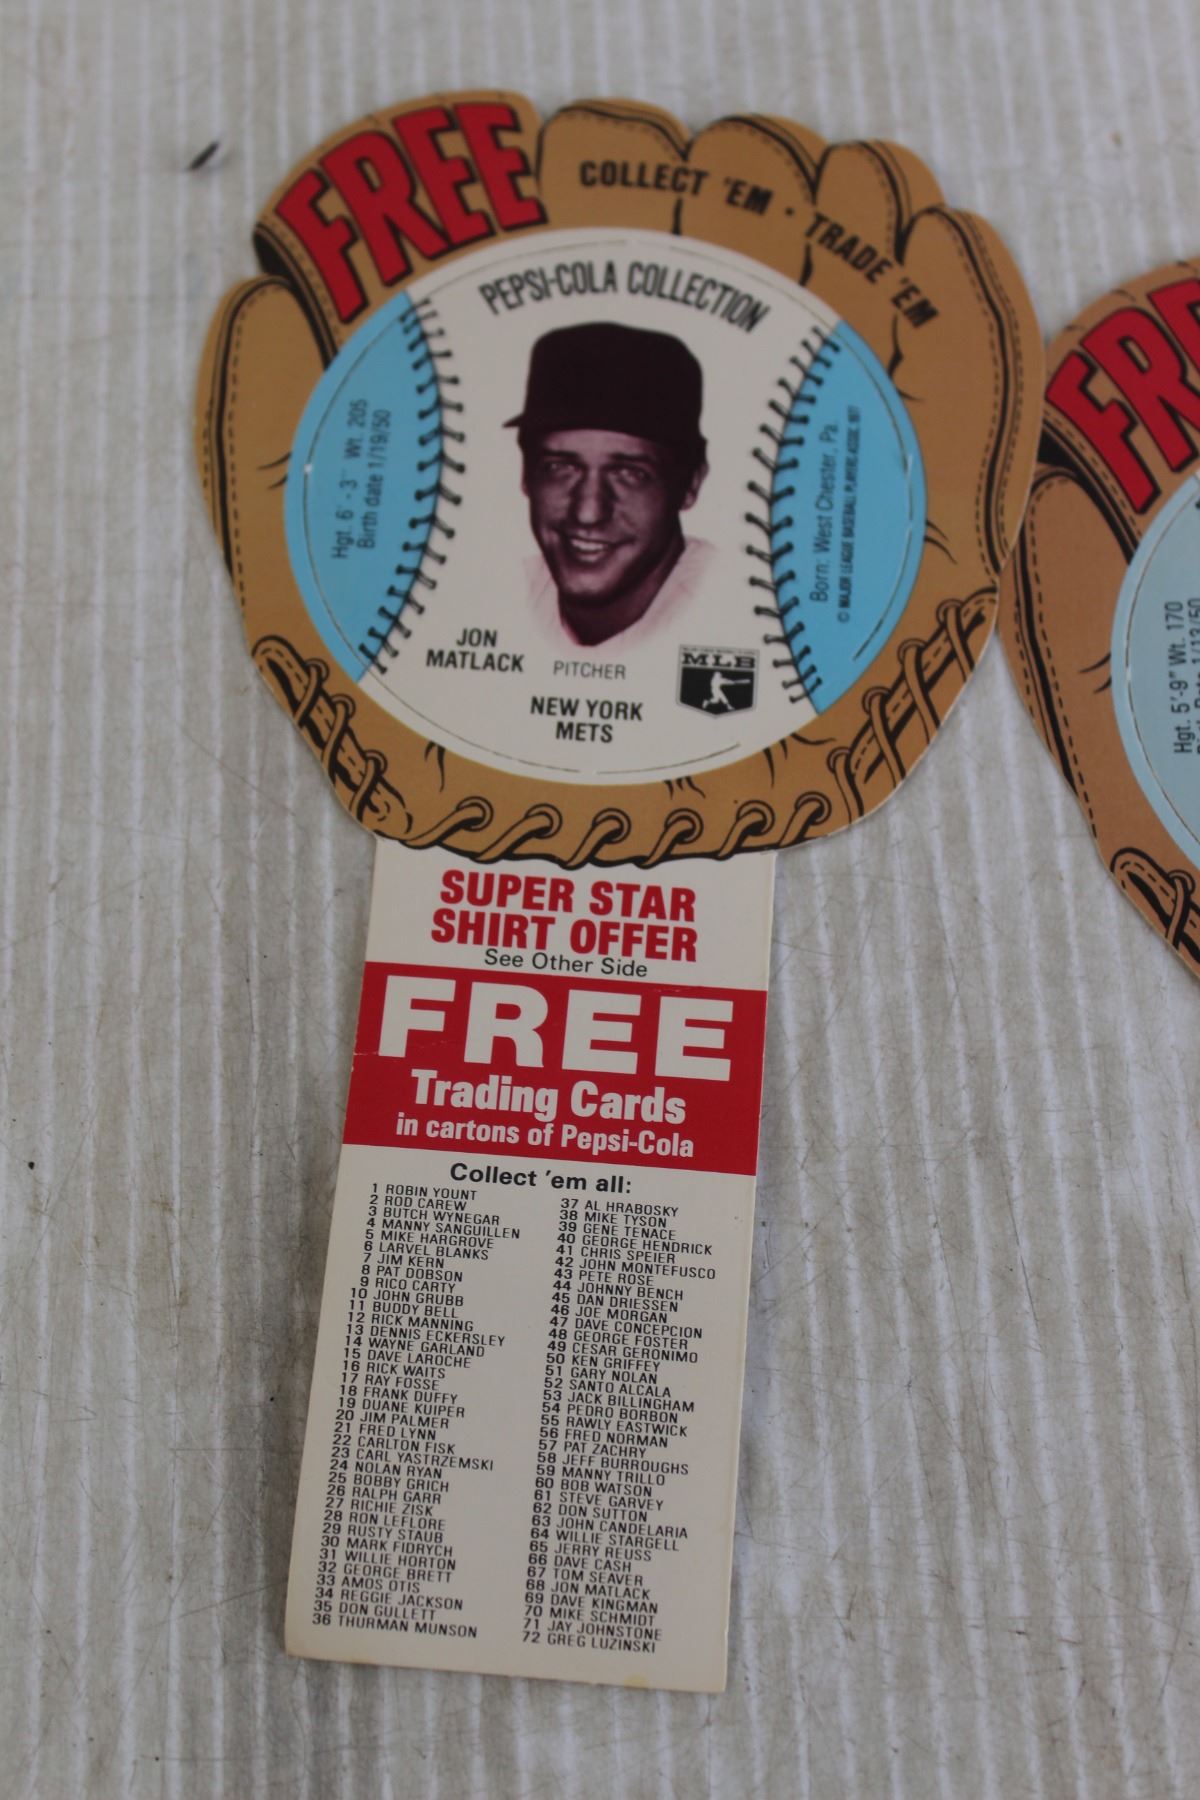 FREE
COLLECT 'EM · TRADE 'EM
PEPSI-COLA COLLECTION
Hgt. 6'-3" Wt. 205
Birth date 1/19/50
Born: West Chester, Pa.
© MAJOR LEAGUE BASEBALL PLAYERS ASSOC. 1977
JON
MATLACK
PITCHER
NEW YORK
METS
MLB
SUPER STAR
SHIRT OFFER
See Other Side
FREE
Trading Cards
in cartons of Pepsi-Cola
Collect 'em all:
1 ROBIN YOUNT
2 ROD CAREW
3 BUTCH WYNEGAR
4 MANNY SANGUILLEN
5 MIKE HARGROVE
6 LARVEL BLANKS
7 JIM KERN
8 PAT DOBSON
9 RICO CARTY
10 JOHN GRUBB
11 BUDDY BELL
12 RICK MANNING
13 DENNIS ECKERSLEY
14 WAYNE GARLAND
15 DAVE LAROCHE
16 RICK WAITS
17 RAY FOSSE
18 FRANK DUFFY
19 DUANE KUIPER
20 JIM PALMER
21 FRED LYNN
22 CARLTON FISK
23 CARL YASTRZEMSKI
24 NOLAN RYAN
25 BOBBY GRICH
26 RALPH GARR
27 RICHIE ZISK
28 RON LEFLORE
29 RUSTY STAUB
30 MARK FIDRYCH
31 WILLIE HORTON
32 GEORGE BRETT
33 AMOS OTIS
34 REGGIE JACKSON
35 DON GULLETT
36 THURMAN MUNSON
37 AL HRABOSKY
38 MIKE TYSON
39 GENE TENACE
40 GEORGE HENDRICK
41 CHRIS SPEIER
42 JOHN MONTEFUSCO
43 PETE ROSE
44 JOHNNY BENCH
45 DAN DRIESSEN
46 JOE MORGAN
47 DAVE CONCEPCION
48 GEORGE FOSTER
49 CESAR GERONIMO
50 KEN GRIFFEY
51 GARY NOLAN
52 SANTO ALCALA
53 JACK BILLINGHAM
54 PEDRO BORBON
55 RAWLY EASTWICK
56 FRED NORMAN
57 PAT ZACHRY
58 JEFF BURROUGHS
59 MANNY TRILLO
60 BOB WATSON
61 STEVE GARVEY
62 DON SUTTON
63 JOHN CANDELARIA
64 WILLIE STARGELL
65 JERRY REUSS
66 DAVE CASH
67 TOM SEAVER
68 JON MATLACK
69 DAVE KINGMAN
70 MIKE SCHMIDT
71 JAY JOHNSTONE
72 GREG LUZINSKI
FR
Hgt. 5'-9" Wt. 170